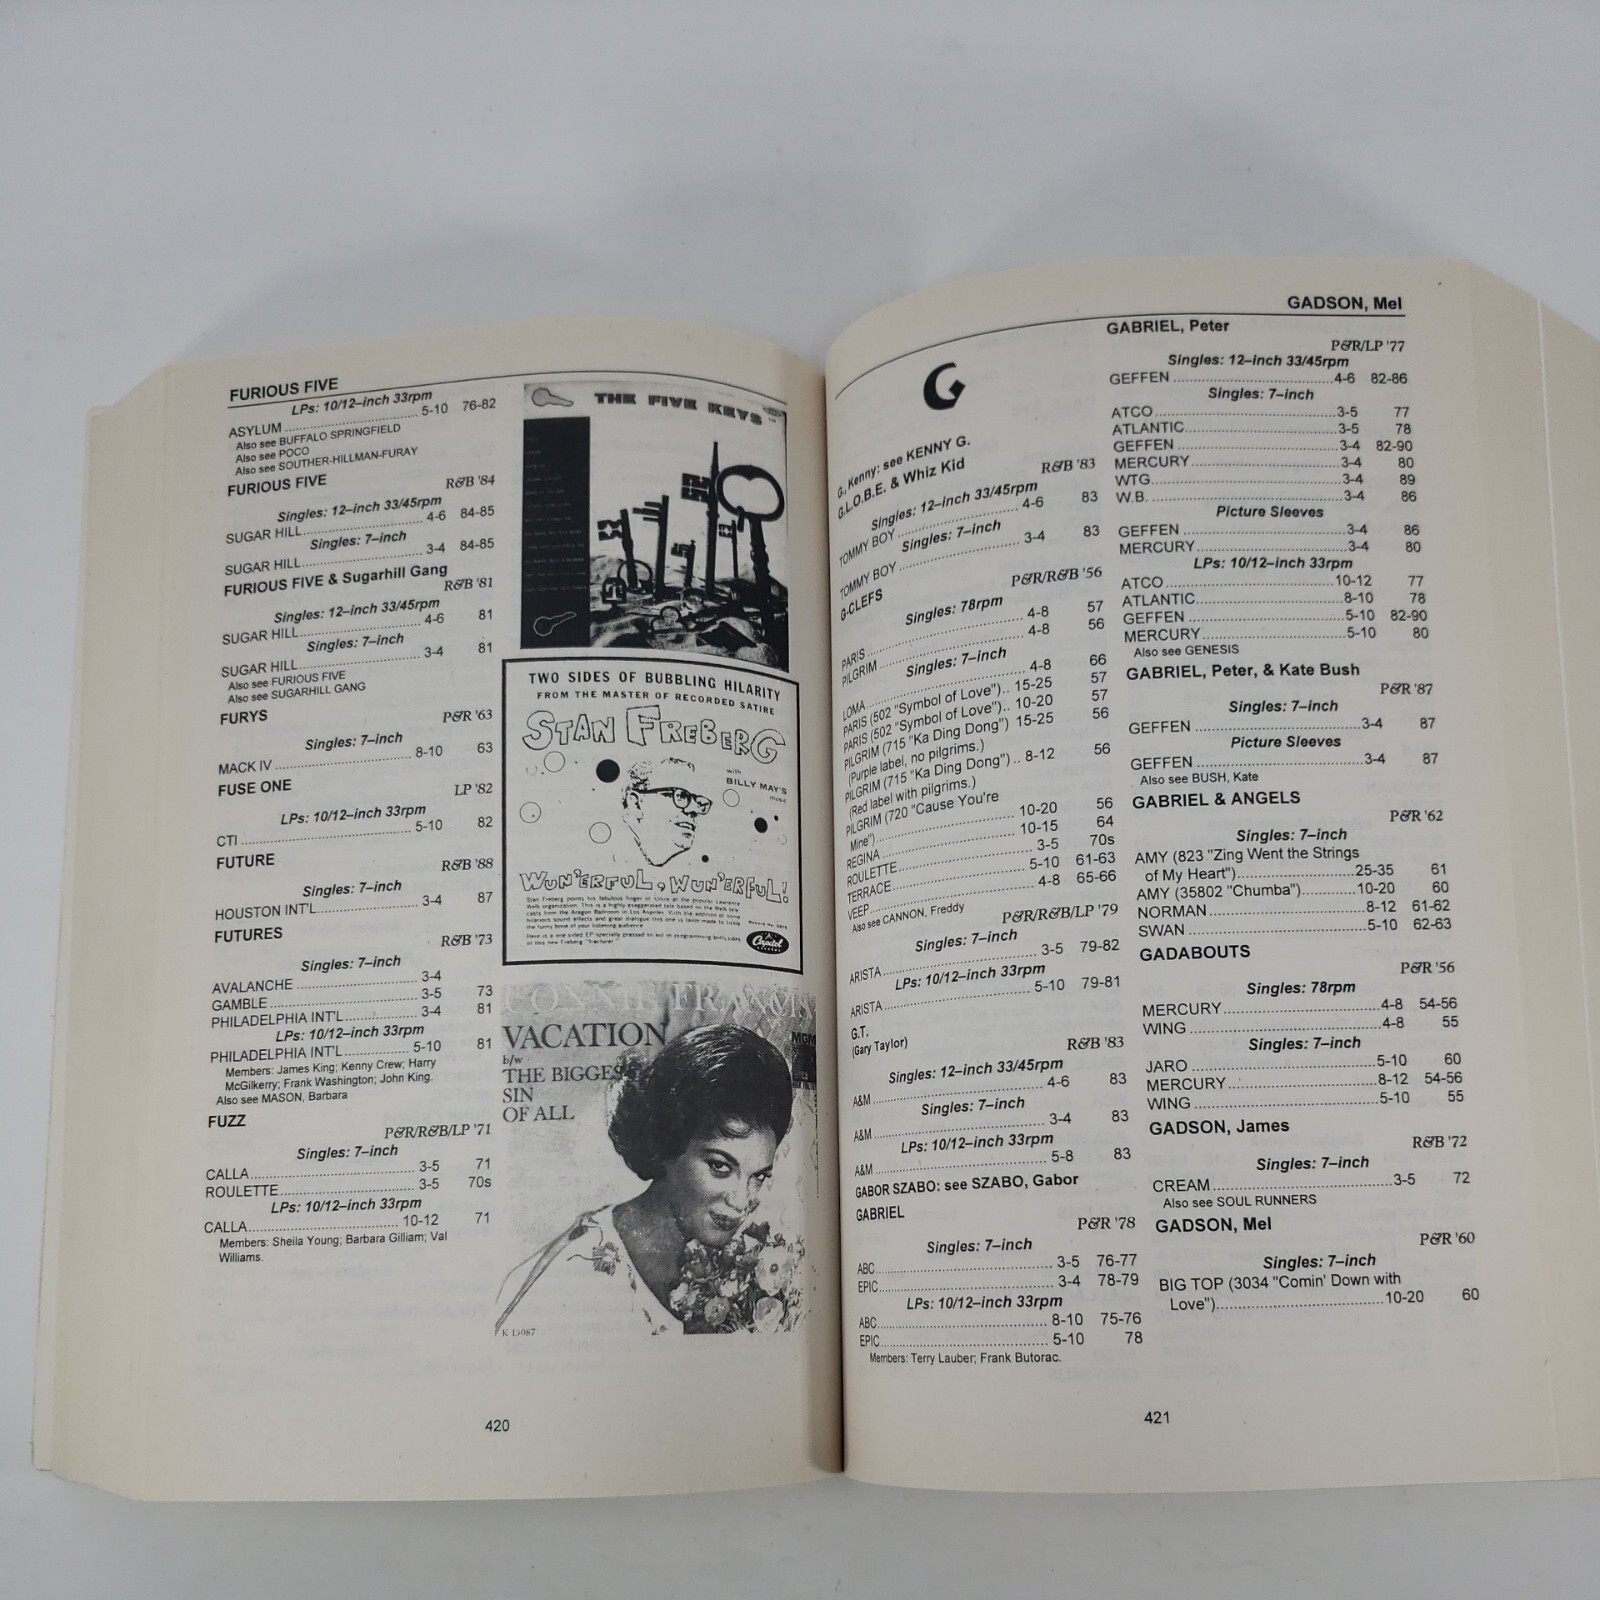 FURIOUS FIVE
LPs: 10/12–inch 33rpm
ASYLUM 5-10 76-82
Also see BUFFALO SPRINGFIELD
Also see POCO
Also see SOUTHER-HILLMAN-FURAY
FURIOUS FIVE
R&B '84
Singles: 12–inch 33/45rpm
SUGAR HILL 4-6 84-85
Singles: 7–inch
SUGAR HILL 3-4 84-85
FURIOUS FIVE & Sugarhill Gang
R&B '81
Singles: 12–inch 33/45rpm
SUGAR HILL 4-6 81
Singles: 7–inch
SUGAR HILL 3-4 81
Also see FURIOUS FIVE
Also see SUGARHILL GANG
FURYS
P&R '63
Singles: 7–inch
MACK IV 8-10 63
FUSE ONE
LP '82
LPs: 10/12–inch 33rpm
CTI 5-10 82
FUTURE
R&B '88
Singles: 7–inch
HOUSTON INT'L 3-4 87
FUTURES
R&B '73
Singles: 7–inch
AVALANCHE 3-4
GAMBLE 3-5 73
PHILADELPHIA INT'L 3-4 81
LPs: 10/12–inch 33rpm
PHILADELPHIA INT'L 5-10 81
Members: James King; Kenny Crew; Harry
McGilkerry; Frank Washington; John King.
Also see MASON, Barbara
FUZZ
P&R/R&B/LP '71
Singles: 7–inch
CALLA 3-5 71
ROULETTE 3-5 70s
LPs: 10/12–inch 33rpm
CALLA 10-12 71
Members: Sheila Young; Barbara Gilliam; Val
Williams.
THE FIVE KEYS
TWO SIDES OF BUBBLING HILARITY
FROM THE MASTER OF RECORDED SATIRE
STAN FREBERG
with
BILLY MAY'S
music
WUN'ERFUL, WUN'ERFUL!
Capitol
CONNIE FRANCIS
VACATION
MGM
b/w
THE BIGGEST
SIN
OF ALL
K 13087
420
GADSON, Mel
G
G., Kenny: see KENNY G.
G.L.O.B.E. & Whiz Kid
R&B '83
Singles: 12–inch 33/45rpm
TOMMY BOY 4-6 83
Singles: 7–inch
TOMMY BOY 3-4 83
G-CLEFS
P&R/R&B '56
Singles: 78rpm
PARIS 4-8 57
PILGRIM 4-8 56
Singles: 7–inch
LOMA 4-8 66
PARIS (502 "Symbol of Love").. 15-25 57
PARIS (502 "Symbol of Love").. 10-20 57
PILGRIM (715 "Ka Ding Dong") 15-25 56
(Purple label, no pilgrims.)
PILGRIM (715 "Ka Ding Dong") .. 8-12 56
(Red label with pilgrims.)
PILGRIM (720 "Cause You're
Mine") 10-20 56
REGINA 10-15 64
ROULETTE 3-5 70s
TERRACE 5-10 61-63
VEEP 4-8 65-66
Also see CANNON, Freddy
P&R/R&B/LP '79
Singles: 7–inch
ARISTA 3-5 79-82
LPs: 10/12–inch 33rpm
ARISTA 5-10 79-81
G.T.
(Gary Taylor)
R&B '83
Singles: 12–inch 33/45rpm
A&M 4-6 83
Singles: 7–inch
A&M 3-4 83
LPs: 10/12–inch 33rpm
A&M 5-8 83
GABOR SZABO: see SZABO, Gabor
GABRIEL
P&R '78
Singles: 7–inch
ABC 3-5 76-77
EPIC 3-4 78-79
LPs: 10/12–inch 33rpm
ABC 8-10 75-76
EPIC 5-10 78
Members: Terry Lauber; Frank Butorac.
GABRIEL, Peter
P&R/LP '77
Singles: 12–inch 33/45rpm
GEFFEN 4-6 82-86
Singles: 7–inch
ATCO 3-5 77
ATLANTIC 3-5 78
GEFFEN 3-4 82-90
MERCURY 3-4 80
WTG 3-4 89
W.B. 3-4 86
Picture Sleeves
GEFFEN 3-4 86
MERCURY 3-4 80
LPs: 10/12–inch 33rpm
ATCO 10-12 77
ATLANTIC 8-10 78
GEFFEN 5-10 82-90
MERCURY 5-10 80
Also see GENESIS
GABRIEL, Peter, & Kate Bush
P&R '87
Singles: 7–inch
GEFFEN 3-4 87
Picture Sleeves
GEFFEN 3-4 87
Also see BUSH, Kate
GABRIEL & ANGELS
P&R '62
Singles: 7–inch
AMY (823 "Zing Went the Strings
of My Heart") 25-35 61
AMY (35802 "Chumba") 10-20 60
NORMAN 8-12 61-62
SWAN 5-10 62-63
GADABOUTS
P&R '56
Singles: 78rpm
MERCURY 4-8 54-56
WING 4-8 55
Singles: 7–inch
JARO 5-10 60
MERCURY 8-12 54-56
WING 5-10 55
GADSON, James
R&B '72
Singles: 7–inch
CREAM 3-5 72
Also see SOUL RUNNERS
GADSON, Mel
P&R '60
Singles: 7–inch
BIG TOP (3034 "Comin' Down with
Love") 10-20 60
421